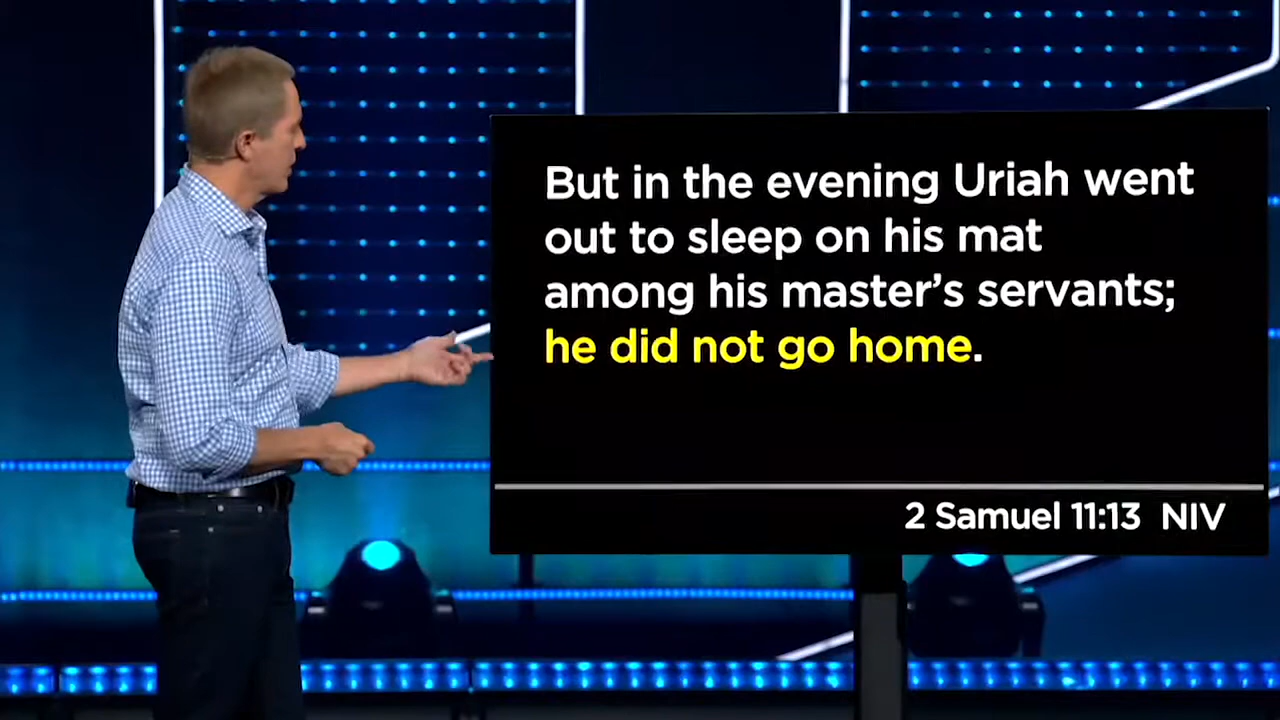 But in the evening Uriah went
out to sleep on his mat
among his master’s servants;
he did not go home.
2 Samuel 11:13 NIV